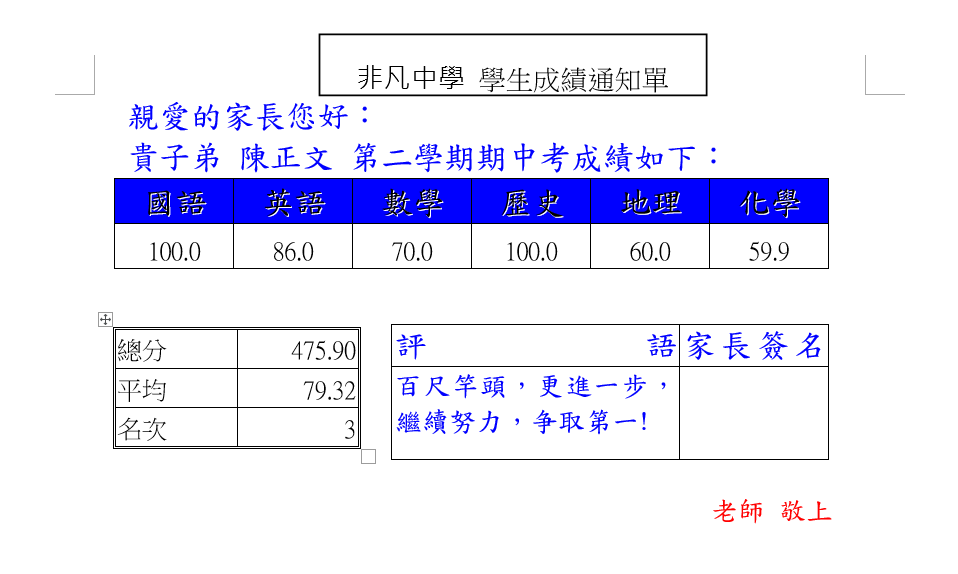 非凡中學 學生成績通知單
親愛的家長您好：
貴子弟 陳正文 第二學期期中考成績如下：
國語 英語 數學 歷史 地理 化學
100.0 86.0 70.0 100.0 60.0 59.9
總分 475.90
平均 79.32
名次 3
評 語 家長簽名
百尺竿頭，更進一步，
繼續努力，爭取第一!
老師 敬上